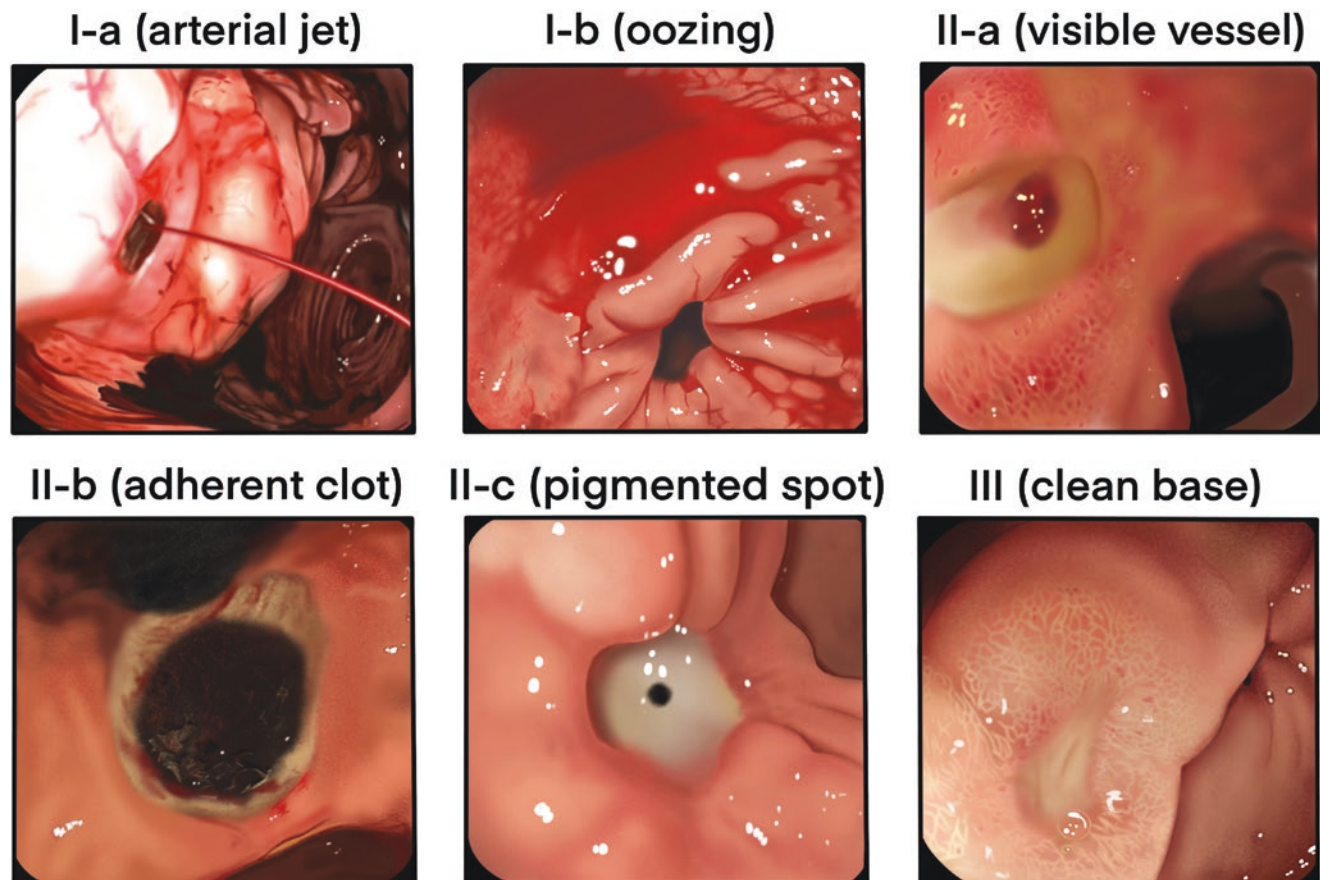 I-a (arterial jet)
I-b (oozing)
II-a (visible vessel)
II-b (adherent clot)
II-c (pigmented spot)
III (clean base)